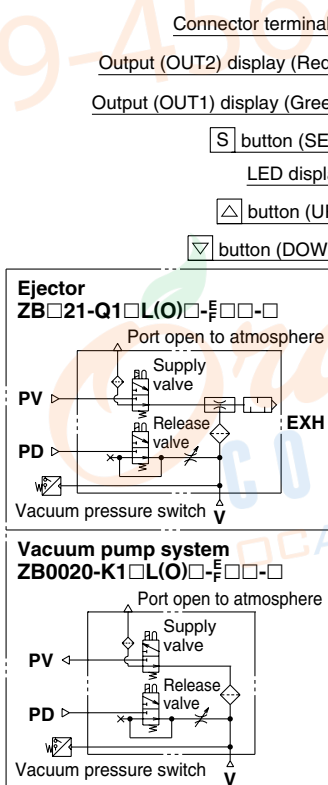 Connector terminal
Output (OUT2) display (Red
Output (OUT1) display (Gree
S button (SE
LED displa
△ button (UP
▽ button (DOW
Ejector
ZB□21-Q1□L(O)□-E/F□□-□
Port open to atmosphere
Supply
valve
PV
Release
valve
EXH
PD
Vacuum pressure switch
V
Vacuum pump system
ZB0020-K1□L(O)□-E/F□□-□
Port open to atmosphere
Supply
valve
PV
Release
valve
PD
Vacuum pressure switch
V